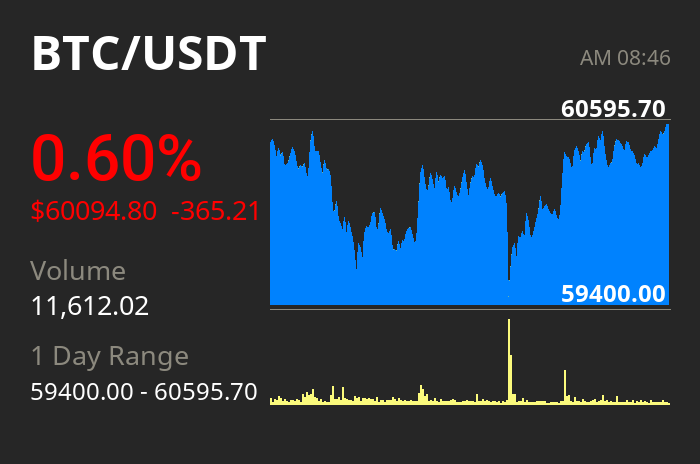 BTC/USDT
AM 08:46
60595.70
0.60%
$60094.80 -365.21
Volume
11,612.02
59400.00
1 Day Range
59400.00 - 60595.70